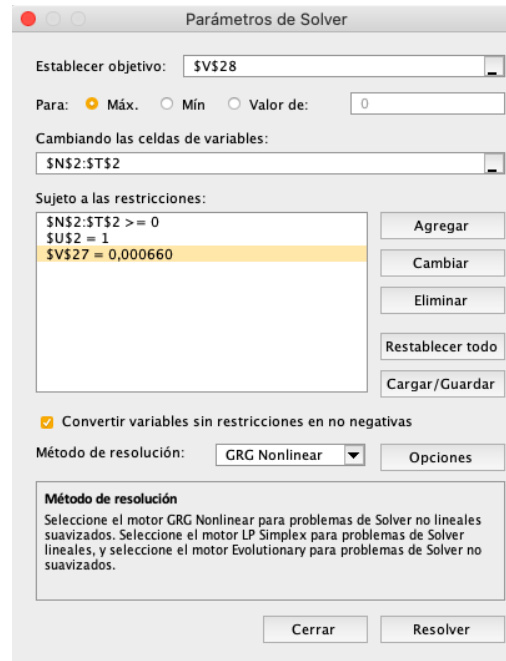 Parámetros de Solver
Establecer objetivo: $V$28
Para: Máx. Mín Valor de: 0
Cambiando las celdas de variables:
$N$2:$T$2
Sujeto a las restricciones:
$N$2:$T$2 >= 0
$U$2 = 1
$V$27 = 0,000660
Agregar
Cambiar
Eliminar
Restablecer todo
Cargar/Guardar
Convertir variables sin restricciones en no negativas
Método de resolución: GRG Nonlinear Opciones
Método de resolución
Seleccione el motor GRG Nonlinear para problemas de Solver no lineales
suavizados. Seleccione el motor LP Simplex para problemas de Solver
lineales, y seleccione el motor Evolutionary para problemas de Solver no
suavizados.
Cerrar Resolver